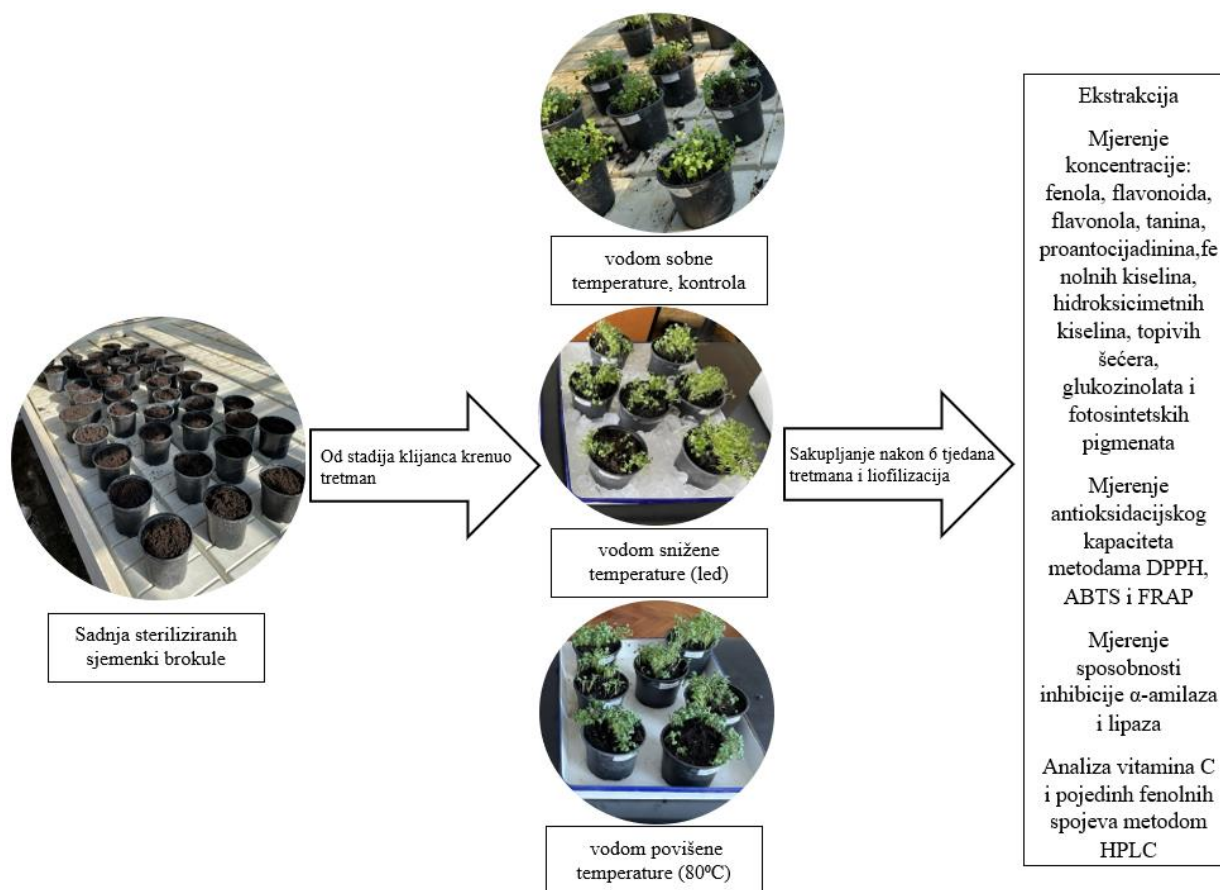 Sadnja steriliziranih
sjemenki brokule
Od stadija klijanca krenuo
tretman
vodom sobne
temperature, kontrola
vodom snižene
temperature (led)
vodom povišene
temperature (80ºC)
Sakupljanje nakon 6 tjedana
tretmana i liofilizacija
Ekstrakcija
Mjerenje
koncentracije:
fenola, flavonoida,
flavonola, tanina,
proantocijadinina,fe
nolnih kiselina,
hidroksicimetnih
kiselina, topivih
šećera,
glukozinolata i
fotosintetskih
pigmenata
Mjerenje
antioksidacijskog
kapaciteta
metodama DPPH,
ABTS i FRAP
Mjerenje
sposobnosti
inhibicije α-amilaza
i lipaza
Analiza vitamina C
i pojedinh fenolnih
spojeva metodom
HPLC